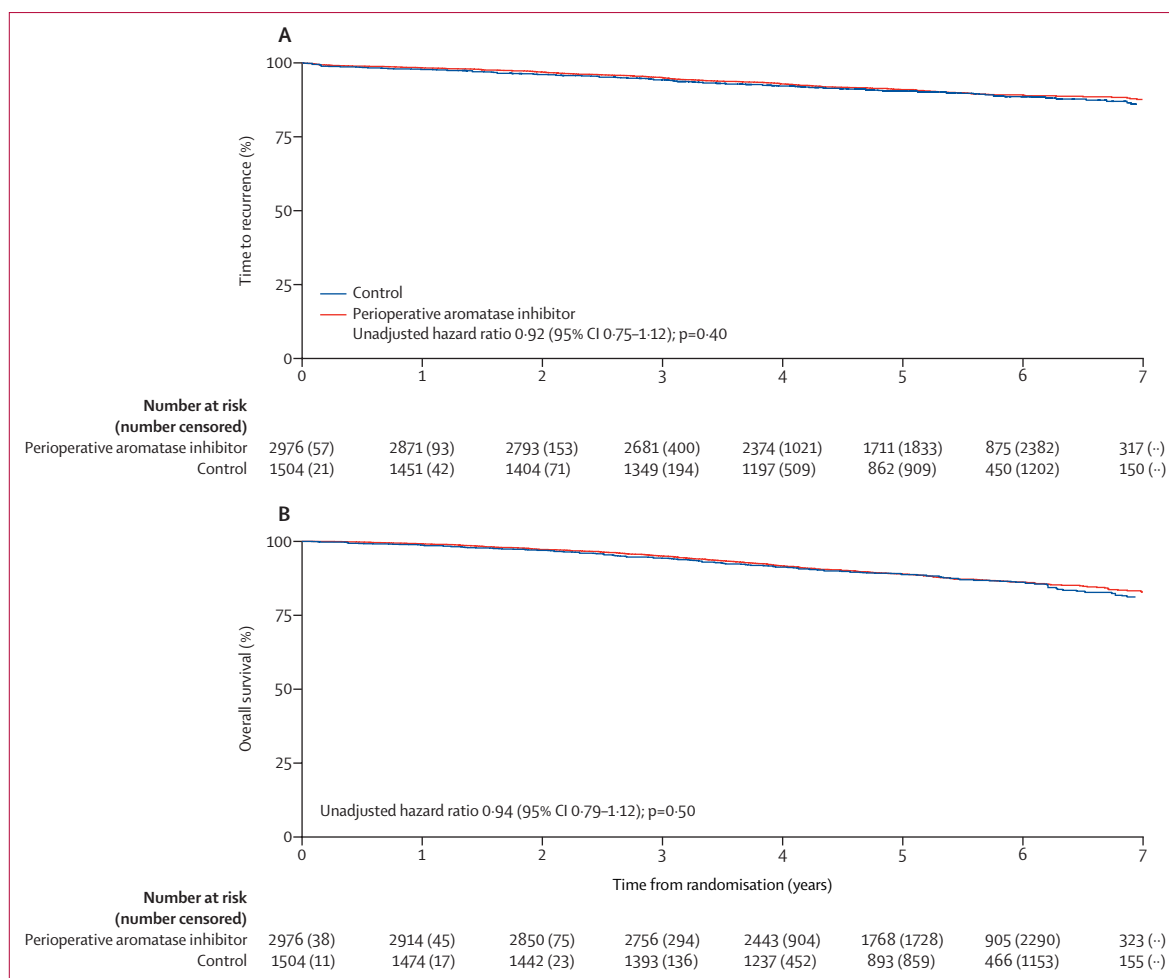 A
100
75
50
25
0
Time to recurrence (%)
Control
Perioperative aromatase inhibitor
Unadjusted hazard ratio 0·92 (95% CI 0·75–1·12); p=0·40
0 1 2 3 4 5 6 7
Number at risk
(number censored)
Perioperative aromatase inhibitor 2976 (57) 2871 (93) 2793 (153) 2681 (400) 2374 (1021) 1711 (1833) 875 (2382) 317 (··)
Control 1504 (21) 1451 (42) 1404 (71) 1349 (194) 1197 (509) 862 (909) 450 (1202) 150 (··)
B
100
75
50
25
0
Overall survival (%)
Unadjusted hazard ratio 0·94 (95% CI 0·79–1·12); p=0·50
0 1 2 3 4 5 6 7
Time from randomisation (years)
Number at risk
(number censored)
Perioperative aromatase inhibitor 2976 (38) 2914 (45) 2850 (75) 2756 (294) 2443 (904) 1768 (1728) 905 (2290) 323 (··)
Control 1504 (11) 1474 (17) 1442 (23) 1393 (136) 1237 (452) 893 (859) 466 (1153) 155 (··)